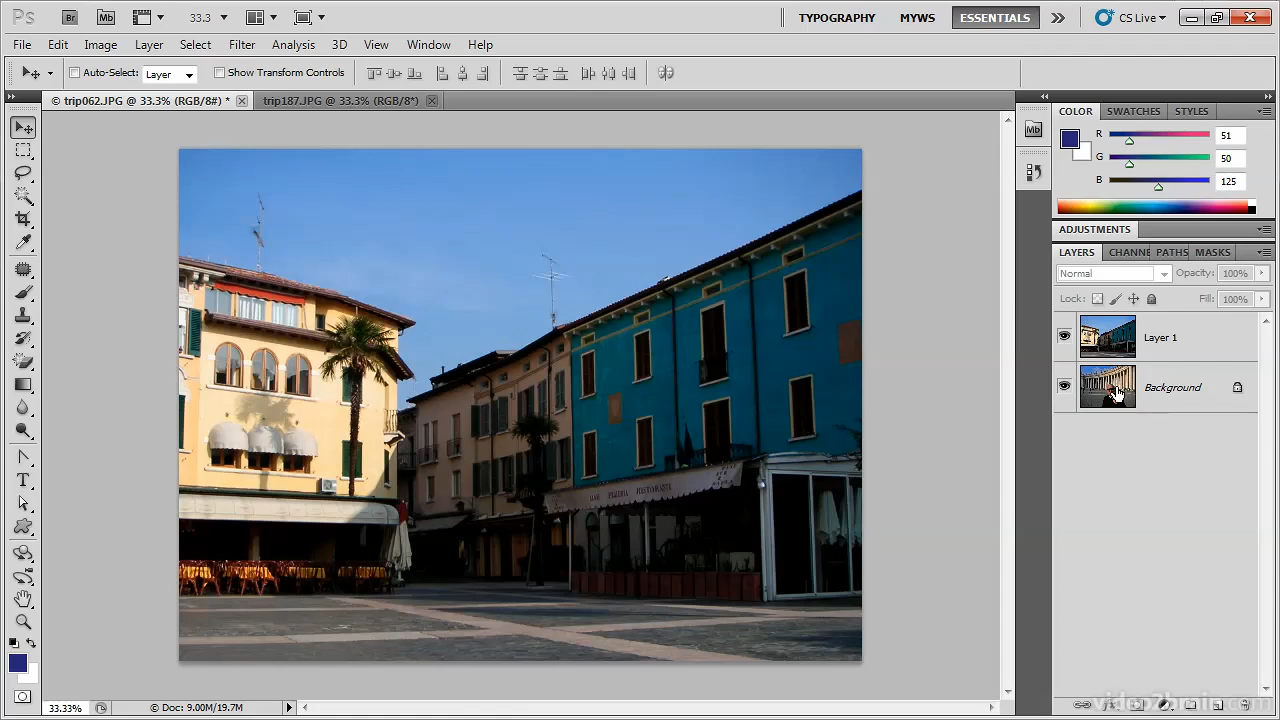 Ps Br Mb 33.3 TYPOGRAPHY MYWS ESSENTIALS CS Live
File Edit Image Layer Select Filter Analysis 3D View Window Help
Auto-Select: Layer Show Transform Controls
© trip062.JPG @ 33.3% (RGB/8#) * trip187.JPG @ 33.3% (RGB/8*)
COLOR SWATCHES STYLES
Mb
R 51
G 50
B 125
ADJUSTMENTS
LAYERS CHANNE PATHS MASKS
Normal Opacity: 100%
Lock: Fill: 100%
Layer 1
Background
T
33.33% © Doc: 9.00M/19.7M
video2brain.com